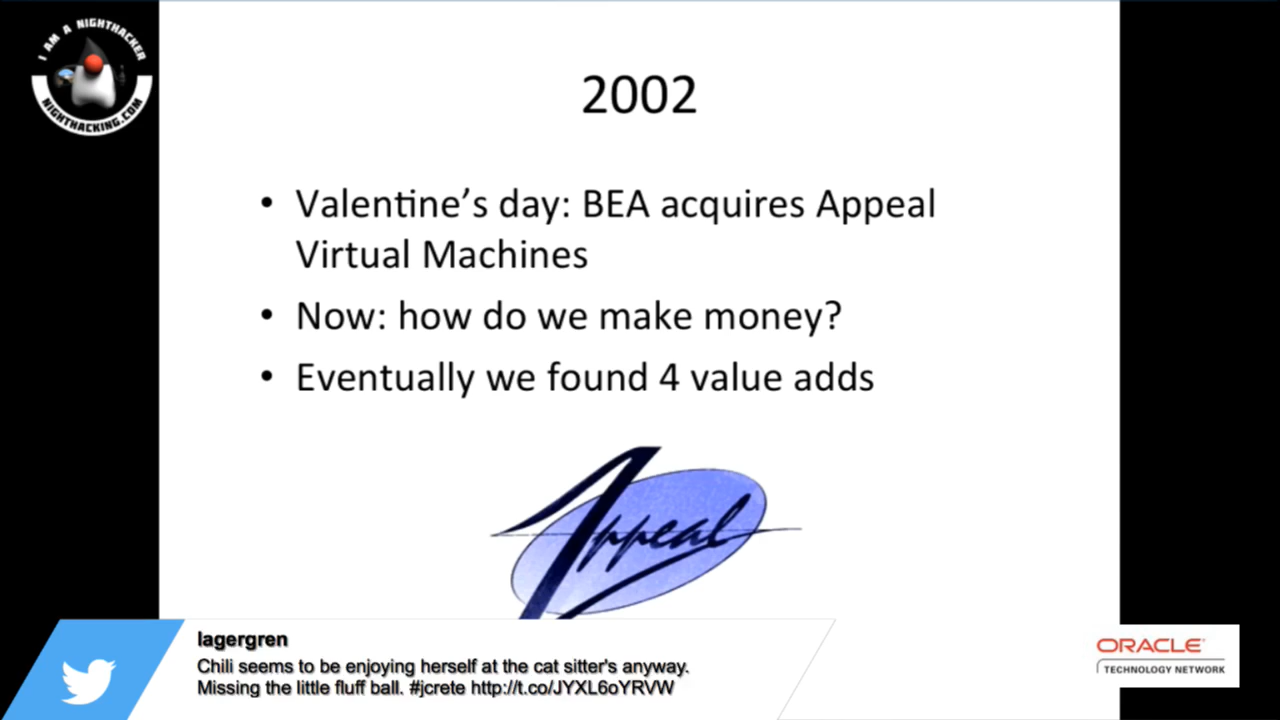 I AM A NIGHTHACKER
NIGHTHACKING.COM
2002
• Valentine’s day: BEA acquires Appeal
Virtual Machines
• Now: how do we make money?
• Eventually we found 4 value adds
Appeal
lagergren
Chili seems to be enjoying herself at the cat sitter's anyway.
Missing the little fluff ball. #jcrete http://t.co/JYXL6oYRVW
ORACLE
TECHNOLOGY NETWORK